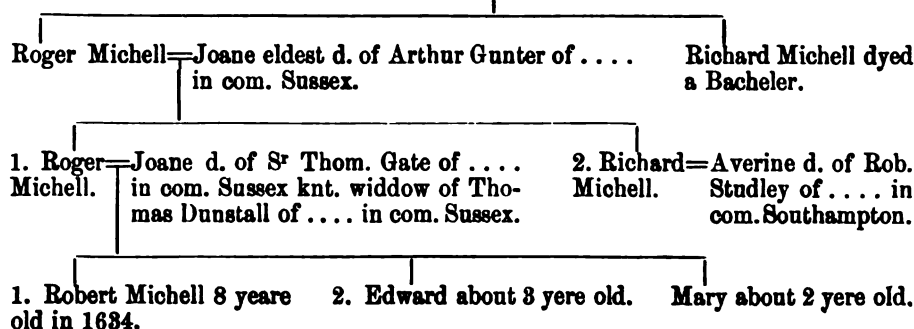 Roger Michell=Joane eldest d. of Arthur Gunter of ....
in com. Sussex.
Richard Michell dyed
a Bacheler.
1. Roger=Joane d. of Sʳ Thom. Gate of ....
Michell. in com. Sussex knt. widdow of Tho-
mas Dunstall of .... in com. Sussex.
2. Richard=Averine d. of Rob.
Michell. Studley of .... in
com. Southampton.
1. Robert Michell 8 yeare
old in 1634.
2. Edward about 3 yere old.
Mary about 2 yere old.